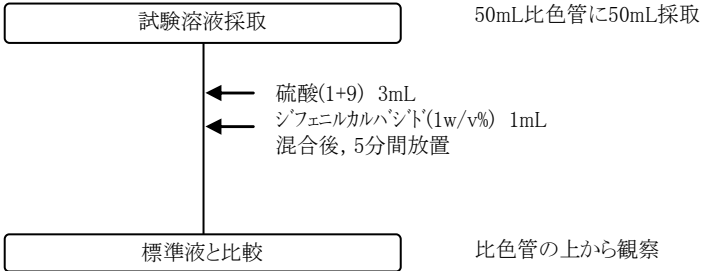 試験溶液採取
50mL比色管に50mL採取
硫酸(1+9) 3mL
ジフェニルカルバジド(1w/v%) 1mL
混合後, 5分間放置
標準液と比較
比色管の上から観察